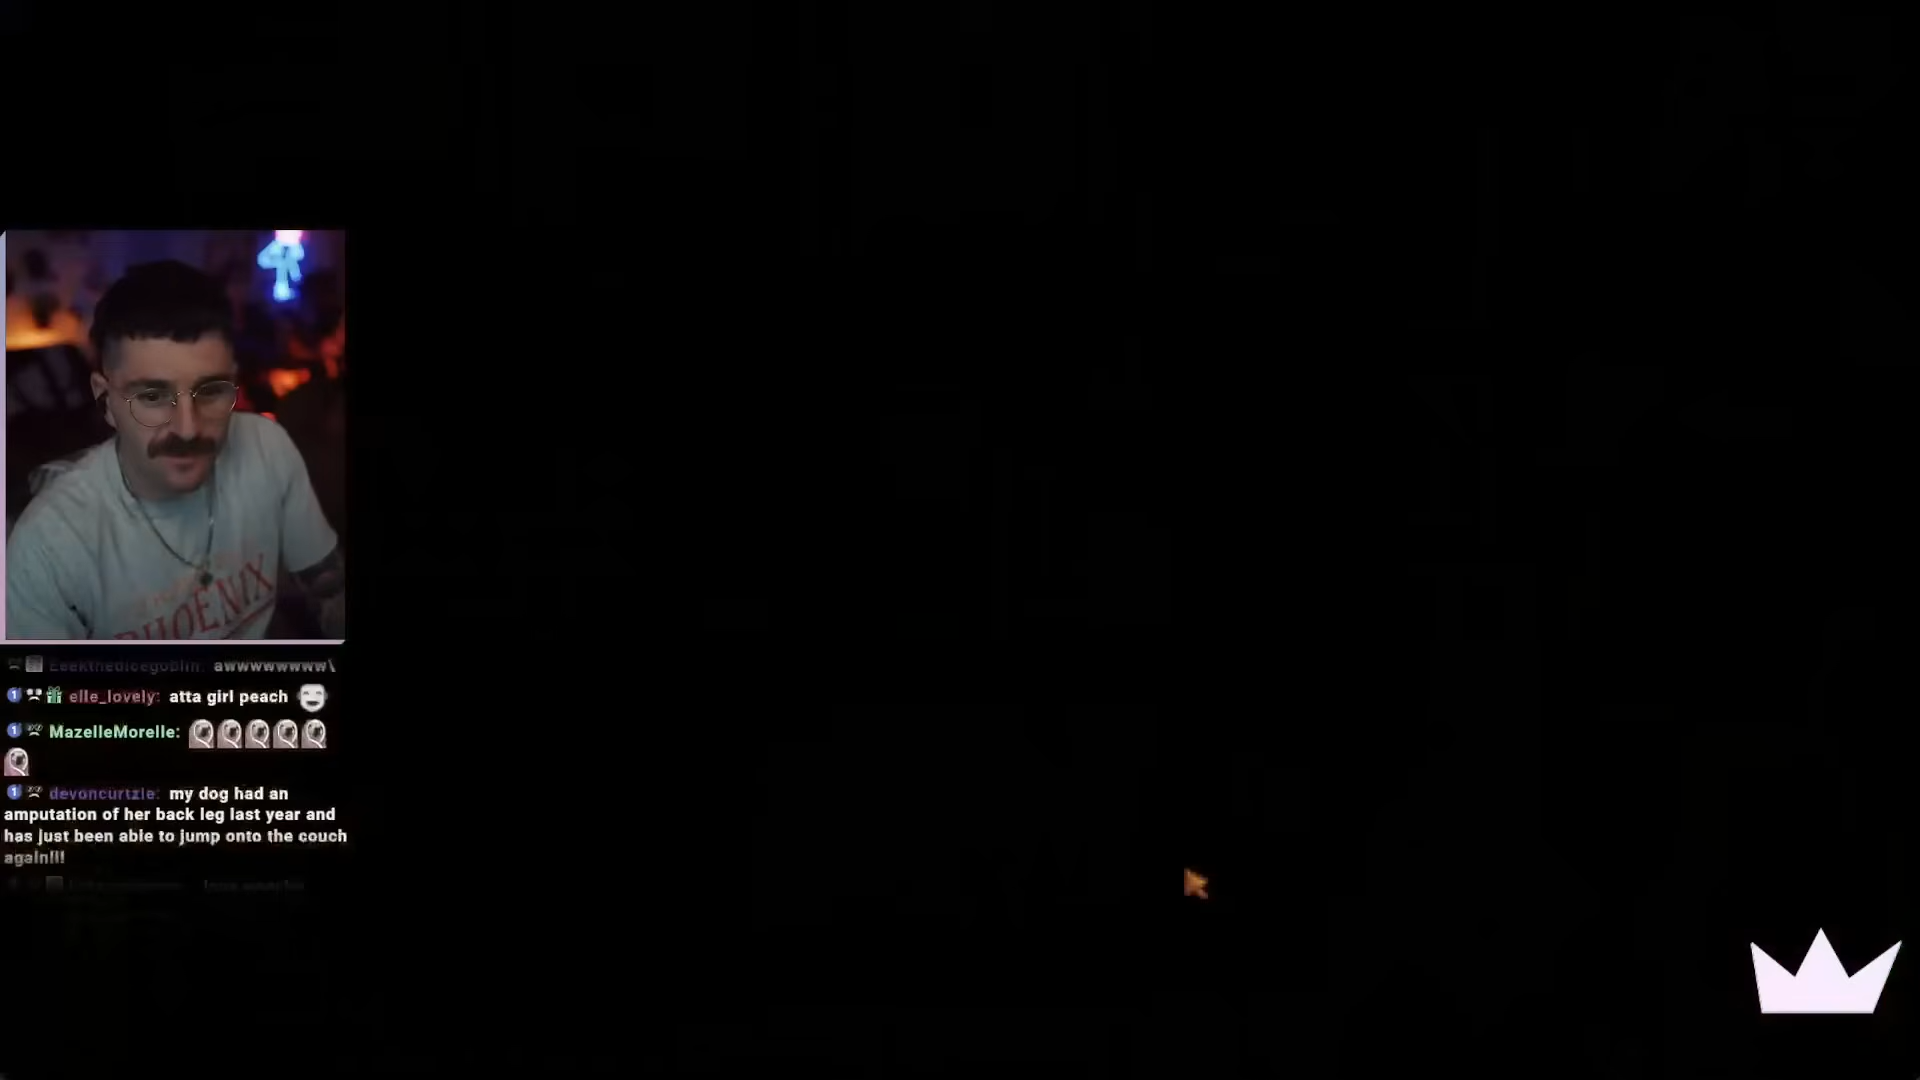 PHOENIX
Eeekthedicegoblin: awwwwwwww\
elle_lovely: atta girl peach
MazelleMorelle:
devoncurtzie: my dog had an
amputation of her back leg last year and
has just been able to jump onto the couch
again!!!